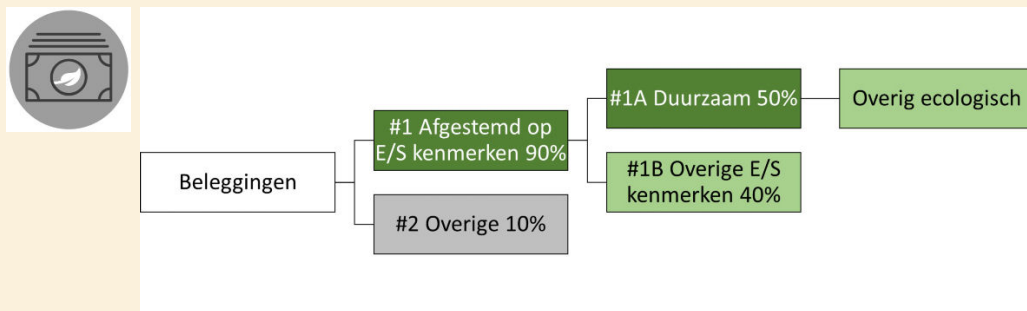 #1A Duurzaam 50%
Overig ecologisch
#1 Afgestemd op
E/S kenmerken 90%
Beleggingen
#1B Overige E/S
kenmerken 40%
#2 Overige 10%